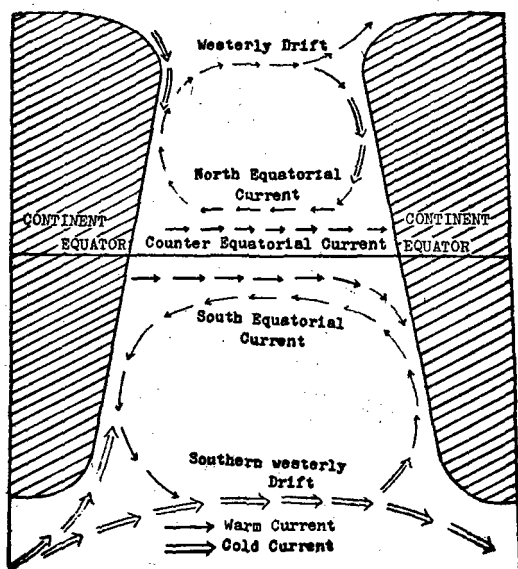 Westerly Drift
North Equatorial
Current
CONTINENT
CONTINENT
EQUATOR
Counter Equatorial Current
EQUATOR
South Equatorial
Current
Southern westerly
Drift
Warm Current
Cold Current